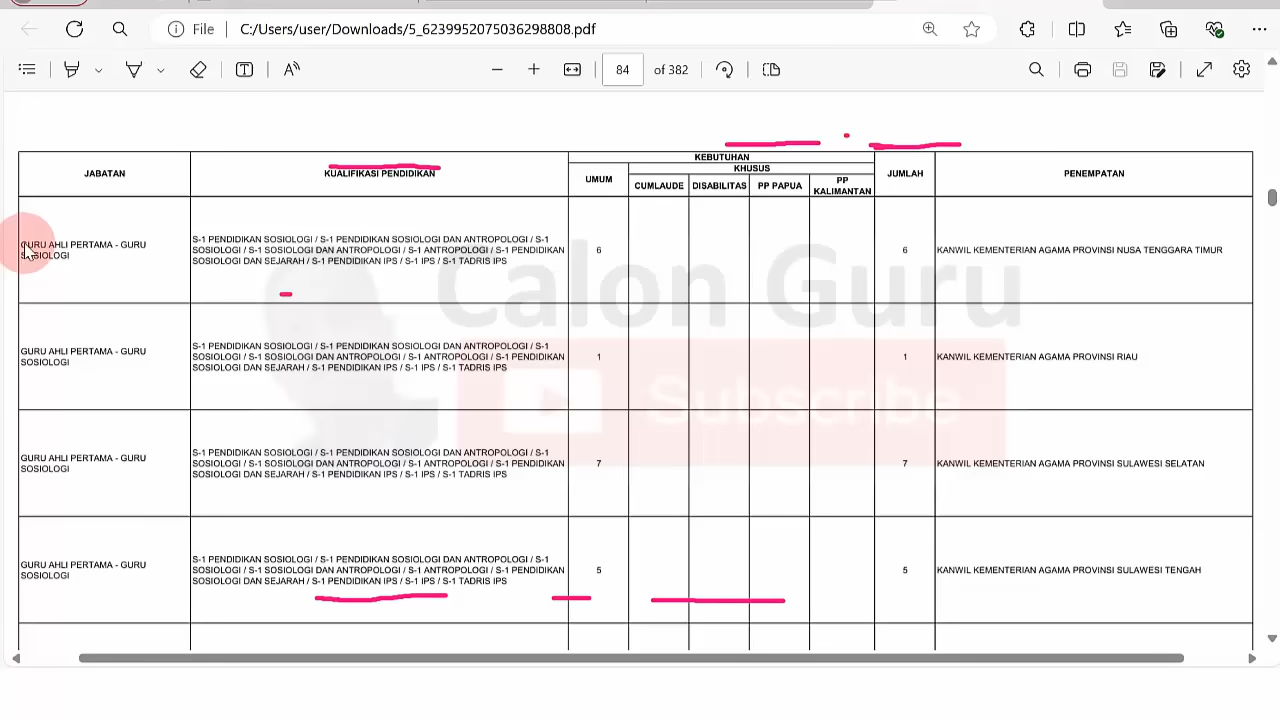 File
C:/Users/user/Downloads/5_6239952075036298808.pdf
84 of 382
JABATAN
KUALIFIKASI PENDIDIKAN
KEBUTUHAN
UMUM
KHUSUS
CUMLAUDE
DISABILITAS
PP PAPUA
PP
KALIMANTAN
JUMLAH
PENEMPATAN
GURU AHLI PERTAMA - GURU
SOSIOLOGI
S-1 PENDIDIKAN SOSIOLOGI / S-1 PENDIDIKAN SOSIOLOGI DAN ANTROPOLOGI / S-1
SOSIOLOGI / S-1 SOSIOLOGI DAN ANTROPOLOGI / S-1 ANTROPOLOGI / S-1 PENDIDIKAN
SOSIOLOGI DAN SEJARAH / S-1 PENDIDIKAN IPS / S-1 IPS / S-1 TADRIS IPS
6
6
KANWIL KEMENTERIAN AGAMA PROVINSI NUSA TENGGARA TIMUR
GURU AHLI PERTAMA - GURU
SOSIOLOGI
S-1 PENDIDIKAN SOSIOLOGI / S-1 PENDIDIKAN SOSIOLOGI DAN ANTROPOLOGI / S-1
SOSIOLOGI / S-1 SOSIOLOGI DAN ANTROPOLOGI / S-1 ANTROPOLOGI / S-1 PENDIDIKAN
SOSIOLOGI DAN SEJARAH / S-1 PENDIDIKAN IPS / S-1 IPS / S-1 TADRIS IPS
1
1
KANWIL KEMENTERIAN AGAMA PROVINSI RIAU
GURU AHLI PERTAMA - GURU
SOSIOLOGI
S-1 PENDIDIKAN SOSIOLOGI / S-1 PENDIDIKAN SOSIOLOGI DAN ANTROPOLOGI / S-1
SOSIOLOGI / S-1 SOSIOLOGI DAN ANTROPOLOGI / S-1 ANTROPOLOGI / S-1 PENDIDIKAN
SOSIOLOGI DAN SEJARAH / S-1 PENDIDIKAN IPS / S-1 IPS / S-1 TADRIS IPS
7
7
KANWIL KEMENTERIAN AGAMA PROVINSI SULAWESI SELATAN
GURU AHLI PERTAMA - GURU
SOSIOLOGI
S-1 PENDIDIKAN SOSIOLOGI / S-1 PENDIDIKAN SOSIOLOGI DAN ANTROPOLOGI / S-1
SOSIOLOGI / S-1 SOSIOLOGI DAN ANTROPOLOGI / S-1 ANTROPOLOGI / S-1 PENDIDIKAN
SOSIOLOGI DAN SEJARAH / S-1 PENDIDIKAN IPS / S-1 IPS / S-1 TADRIS IPS
5
5
KANWIL KEMENTERIAN AGAMA PROVINSI SULAWESI TENGAH
Calon Guru
Subscribe